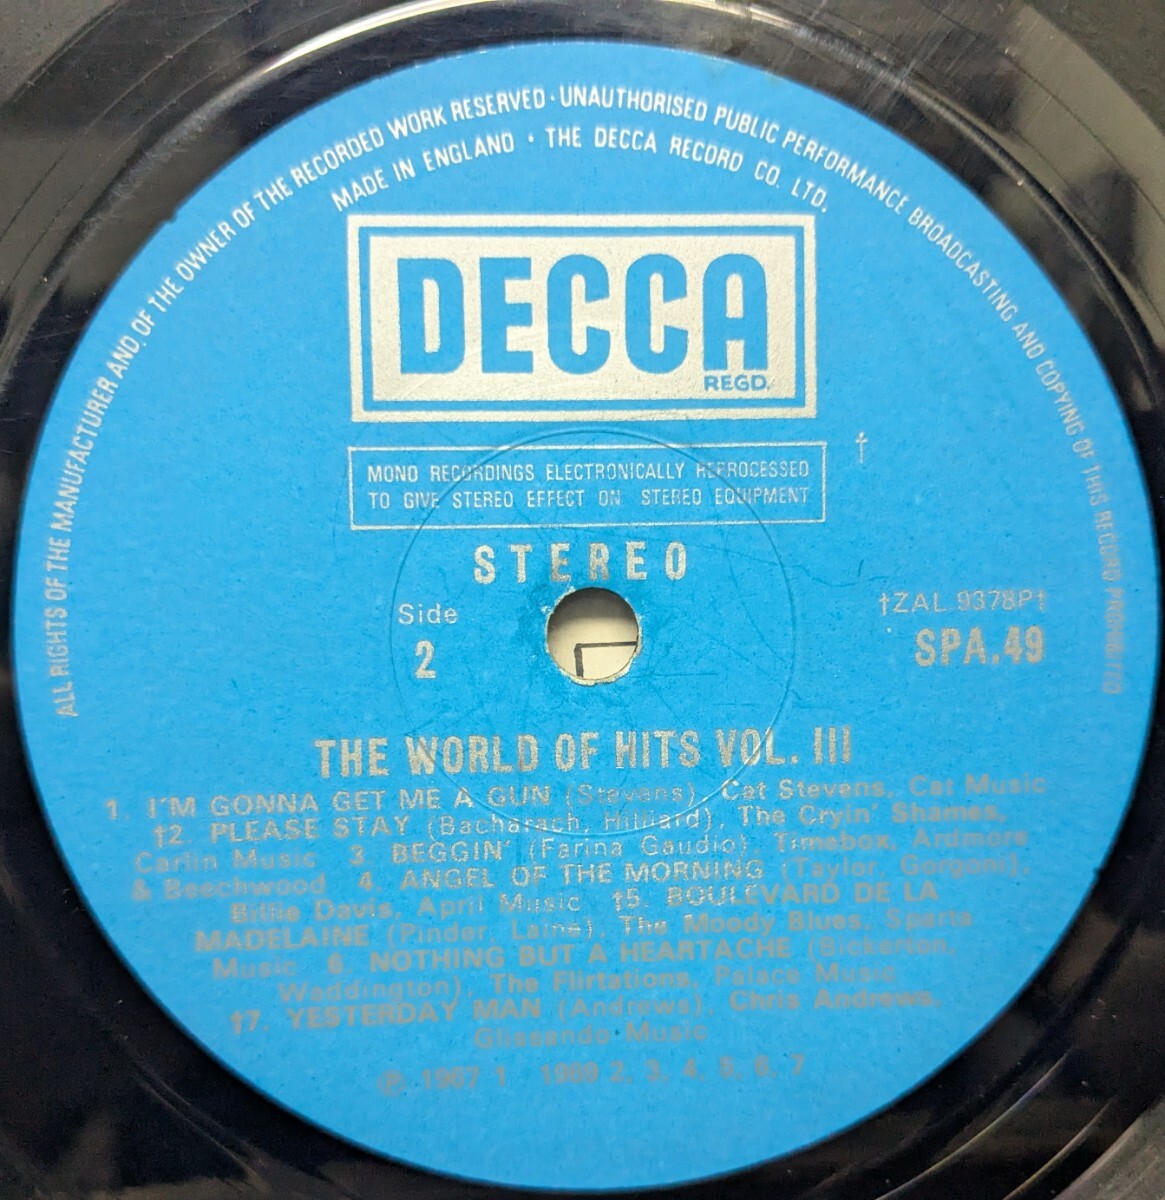 ALL RIGHTS OF THE MANUFACTURER AND OF THE OWNER OF THE RECORDED WORK RESERVED · UNAUTHORISED PUBLIC PERFORMANCE BROADCASTING AND COPYING OF THIS RECORD PROHIBITED
MADE IN ENGLAND · THE DECCA RECORD CO. LTD.
DECCA
REGD.
†
MONO RECORDINGS ELECTRONICALLY REPROCESSED
TO GIVE STEREO EFFECT ON STEREO EQUIPMENT
STEREO
Side
2
†ZAL.9378P†
SPA.49
THE WORLD OF HITS VOL. III
1. I'M GONNA GET ME A GUN (Stevens), Cat Stevens, Cat Music
†2. PLEASE STAY (Bacharach, Hilliard), The Cryin' Shames,
Carlin Music 3. BEGGIN' (Farina Gaudio), Timebox, Ardmore
& Beechwood 4. ANGEL OF THE MORNING (Taylor, Gorgoni),
Billie Davis, April Music †5. BOULEVARD DE LA
MADELAINE (Pinder, Laine), The Moody Blues, Sparta
Music 6. NOTHING BUT A HEARTACHE (Bickerton,
Waddington), The Flirtations, Palace Music
†7. YESTERDAY MAN (Andrews), Chris Andrews,
Glissando Music
℗ 1967 1 1969 2, 3, 4, 5, 6, 7